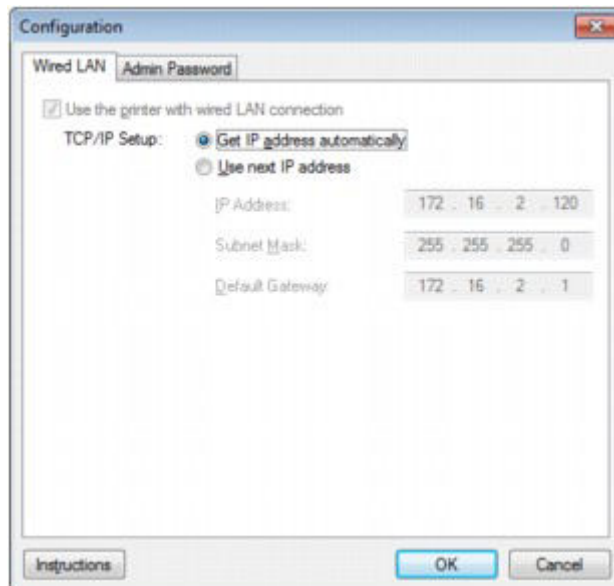 Configuration
Wired LAN Admin Password
Use the printer with wired LAN connection
TCP/IP Setup: Get IP address automatically
Use next IP address
IP Address: 172 . 16 . 2 . 120
Subnet Mask: 255 . 255 . 255 . 0
Default Gateway: 172 . 16 . 2 . 1
Instructions OK Cancel